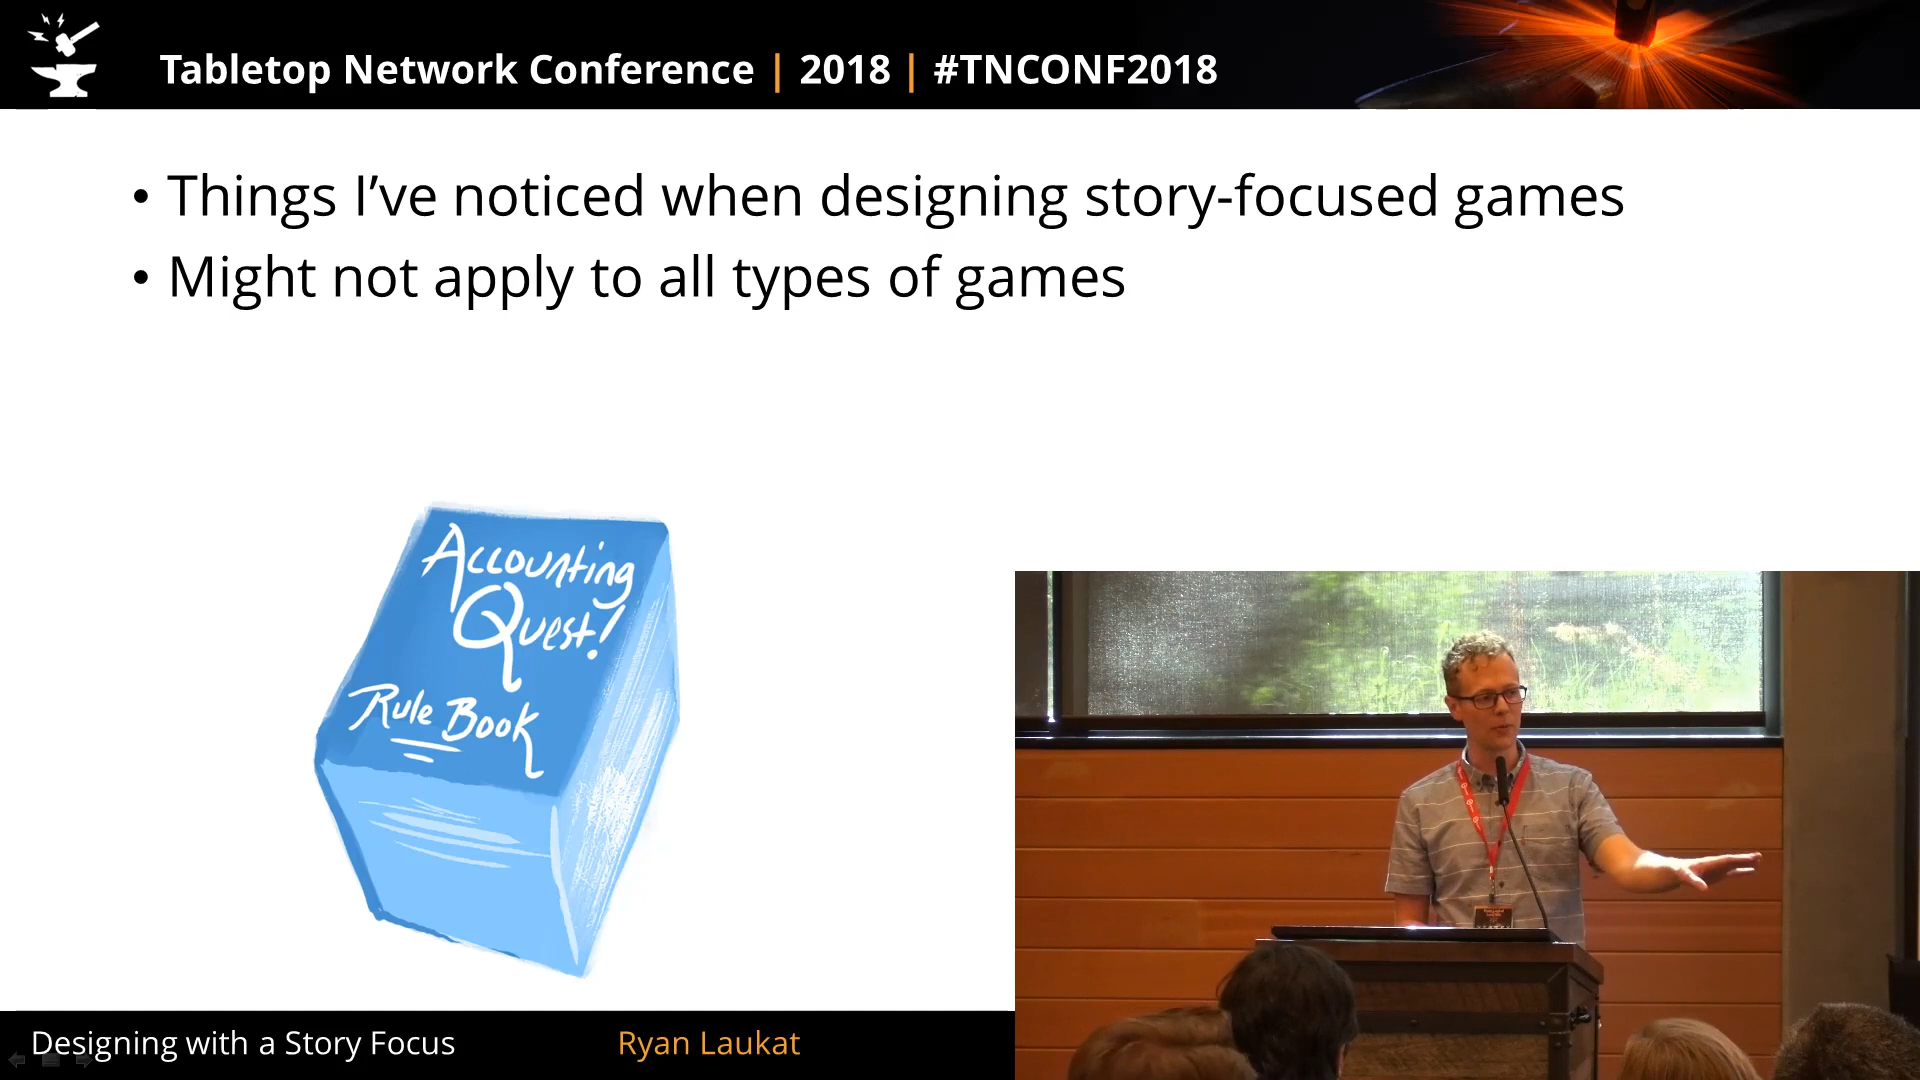 Tabletop Network Conference | 2018 | #TNCONF2018
• Things I’ve noticed when designing story-focused games
• Might not apply to all types of games
Accounting
Quest!
Rule Book
Designing with a Story Focus
Ryan Laukat